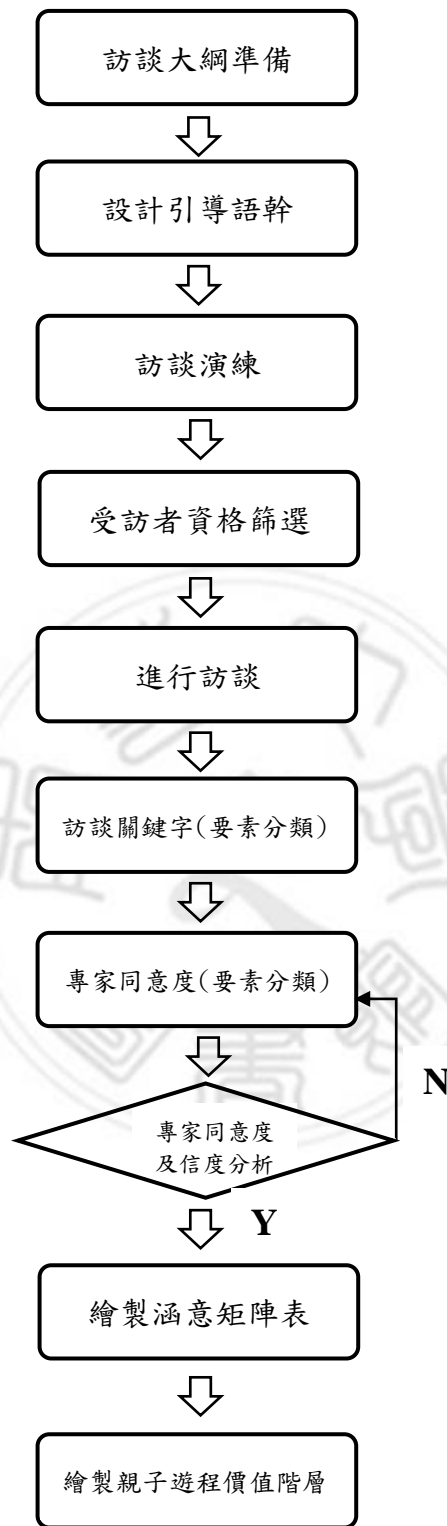 訪談大綱準備
設計引導語幹
訪談演練
受訪者資格篩選
進行訪談
訪談關鍵字(要素分類)
專家同意度(要素分類)
N
專家同意度
及信度分析
Y
繪製涵意矩陣表
繪製親子遊程價值階層